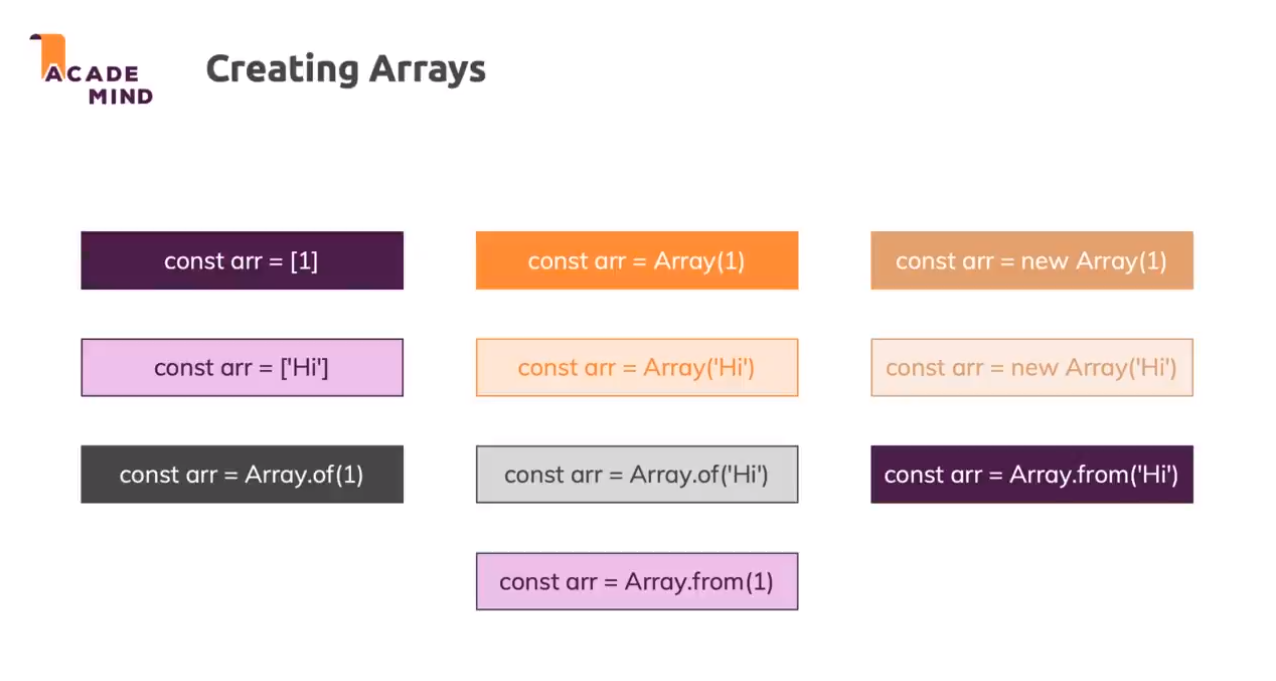 ACADE
MIND
Creating Arrays
const arr = [1]
const arr = Array(1)
const arr = new Array(1)
const arr = ['Hi']
const arr = Array('Hi')
const arr = new Array('Hi')
const arr = Array.of(1)
const arr = Array.of('Hi')
const arr = Array.from('Hi')
const arr = Array.from(1)